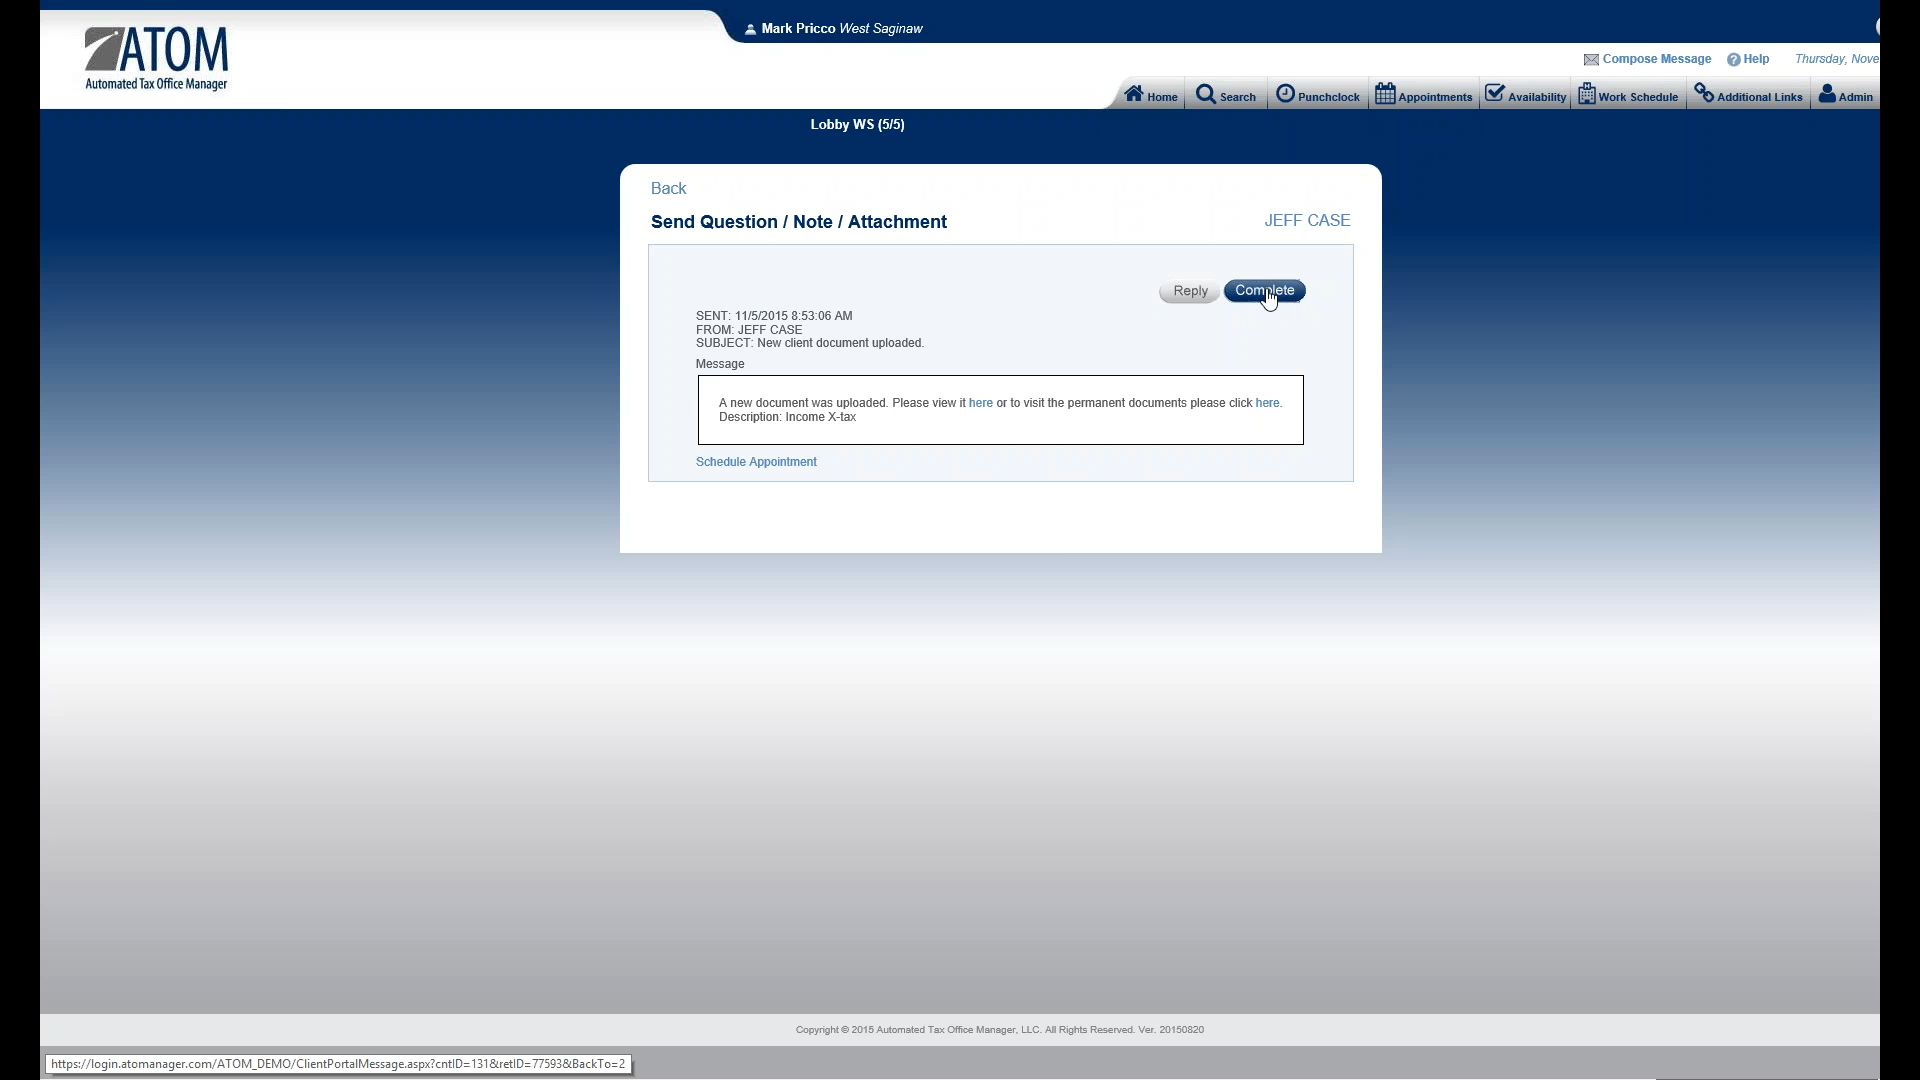 Mark Pricco West Saginaw
ATOM
Automated Tax Office Manager
Compose Message Help Thursday, Nove
Home Search Punchclock Appointments Availability Work Schedule Additional Links Admin
Lobby WS (5/5)
Back
Send Question / Note / Attachment JEFF CASE
Reply Complete
SENT: 11/5/2015 8:53:06 AM
FROM: JEFF CASE
SUBJECT: New client document uploaded.
Message
A new document was uploaded. Please view it here or to visit the permanent documents please click here.
Description: Income X-tax
Schedule Appointment
Copyright © 2015 Automated Tax Office Manager, LLC. All Rights Reserved. Ver. 20150820
https://login.atomanager.com/ATOM_DEMO/ClientPortalMessage.aspx?cntID=131&retID=77593&BackTo=2